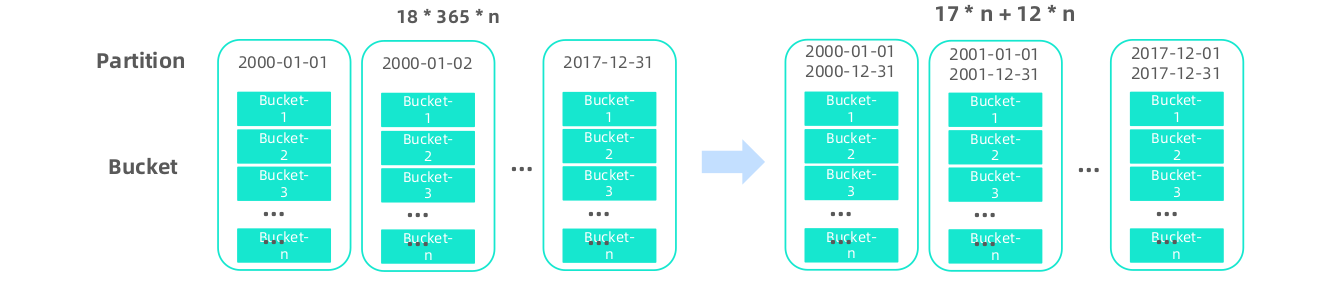 18 * 365 * n
17 * n + 12 * n
Partition
2000-01-01
2000-01-02
2017-12-31
2000-01-01
2000-12-31
2001-01-01
2001-12-31
2017-12-01
2017-12-31
Bucket
Bucket-
1
Bucket-
2
Bucket-
3
...
...
Bucket-
n
Bucket-
1
Bucket-
2
Bucket-
3
...
...
Bucket-
n
...
Bucket-
1
Bucket-
2
Bucket-
3
...
...
Bucket-
n
Bucket-
1
Bucket-
2
Bucket-
3
...
...
Bucket-
n
Bucket-
1
Bucket-
2
Bucket-
3
...
...
Bucket-
n
...
Bucket-
1
Bucket-
2
Bucket-
3
...
...
Bucket-
n